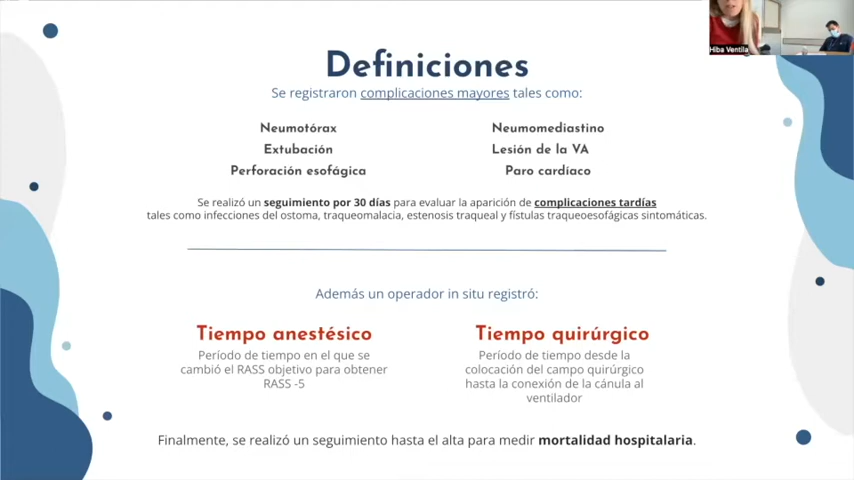 Definiciones
Se registraron complicaciones mayores tales como:
Neumotórax
Extubación
Perforación esofágica
Neumomediastino
Lesión de la VA
Paro cardíaco
Se realizó un seguimiento por 30 días para evaluar la aparición de complicaciones tardías
tales como infecciones del ostoma, traqueomalacia, estenosis traqueal y fístulas traqueoesofágicas sintomáticas.
Además un operador in situ registró:
Tiempo anestésico
Período de tiempo en el que se
cambió el RASS objetivo para obtener
RASS -5
Tiempo quirúrgico
Período de tiempo desde la
colocación del campo quirúrgico
hasta la conexión de la cánula al
ventilador
Finalmente, se realizó un seguimiento hasta el alta para medir mortalidad hospitalaria.
Hiba Ventila